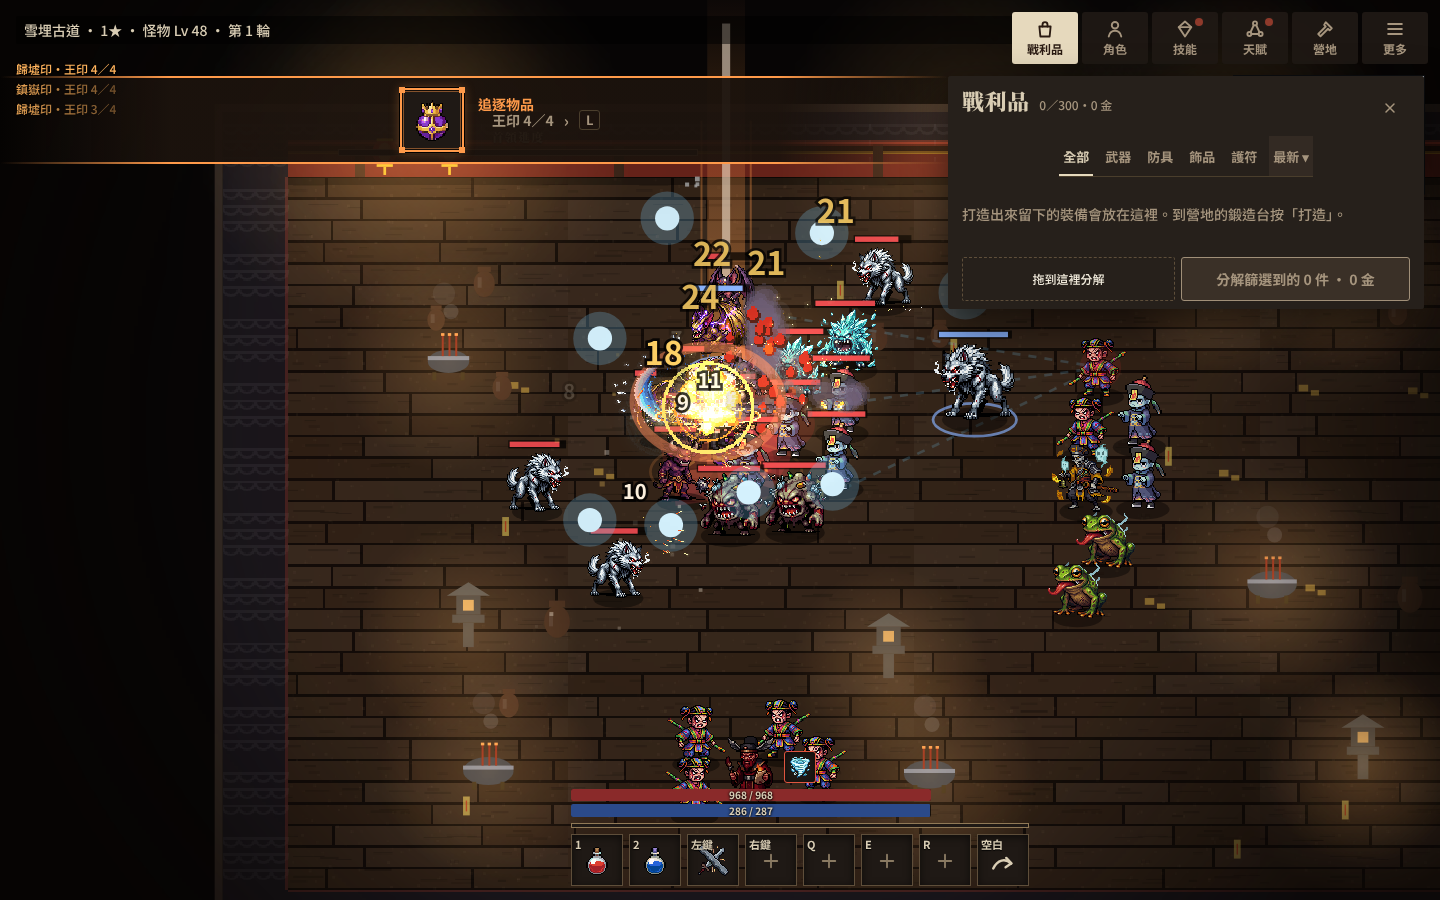 雪埋古道 · 1★ · 怪物 Lv 48 · 第 1 輪
歸墟印·王印 4／4
鎮嶽印·王印 4／4
歸墟印·王印 3／4
追逐物品
王印 4／4 › L
戰利品
角色
技能
天賦
營地
更多
戰利品 0／300 · 0 金
×
全部 武器 防具 飾品 護符 最新▾
打造出來留下的裝備會放在這裡。到營地的鍛造台按「打造」。
拖到這裡分解
分解篩選到的 0 件 · 0 金
21
22
21
24
18
11
9
8
10
968 / 968
286 / 287
1
2
左鍵
右鍵
Q
E
R
空白